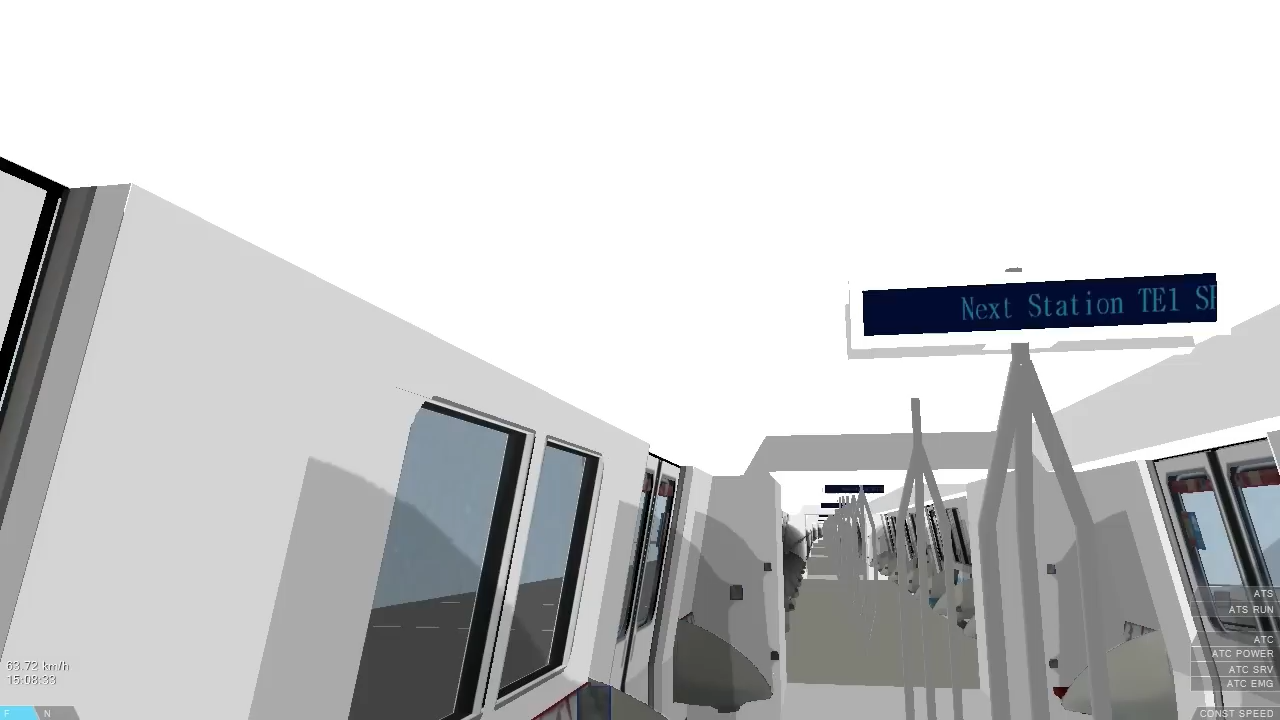 Next Station TE1
63.72 km/h
15:08:33
F N
ATS
ATS RUN
ATC
ATC POWER
ATC SRV
ATC EMG
CONST SPEED